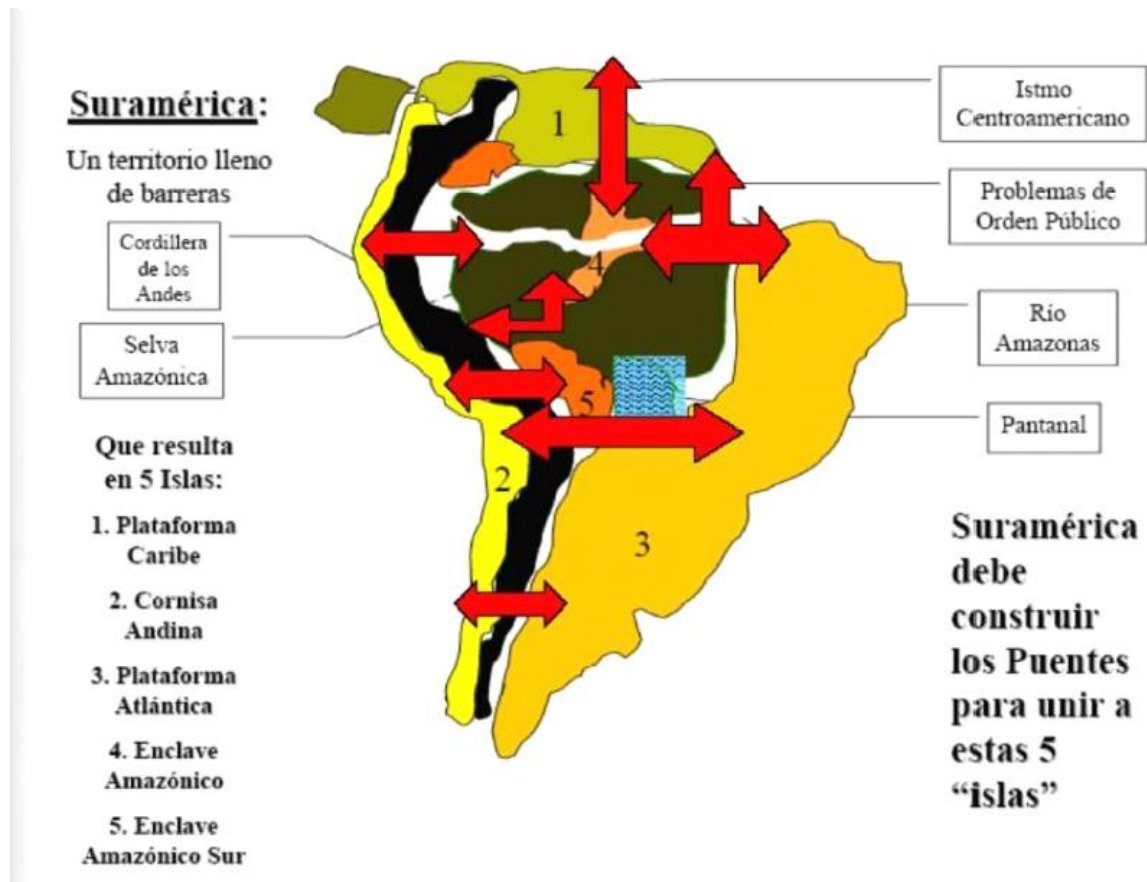 Suramérica:
Un territorio lleno
de barreras
Cordillera
de los
Andes
Selva
Amazónica
Que resulta
en 5 Islas:
1. Plataforma
Caribe
2. Cornisa
Andina
3. Plataforma
Atlántica
4. Enclave
Amazónico
5. Enclave
Amazónico Sur
1
4
5
2
3
Istmo
Centroamericano
Problemas de
Orden Público
Río
Amazonas
Pantanal
Suramérica
debe
construir
los Puentes
para unir a
estas 5
“islas”